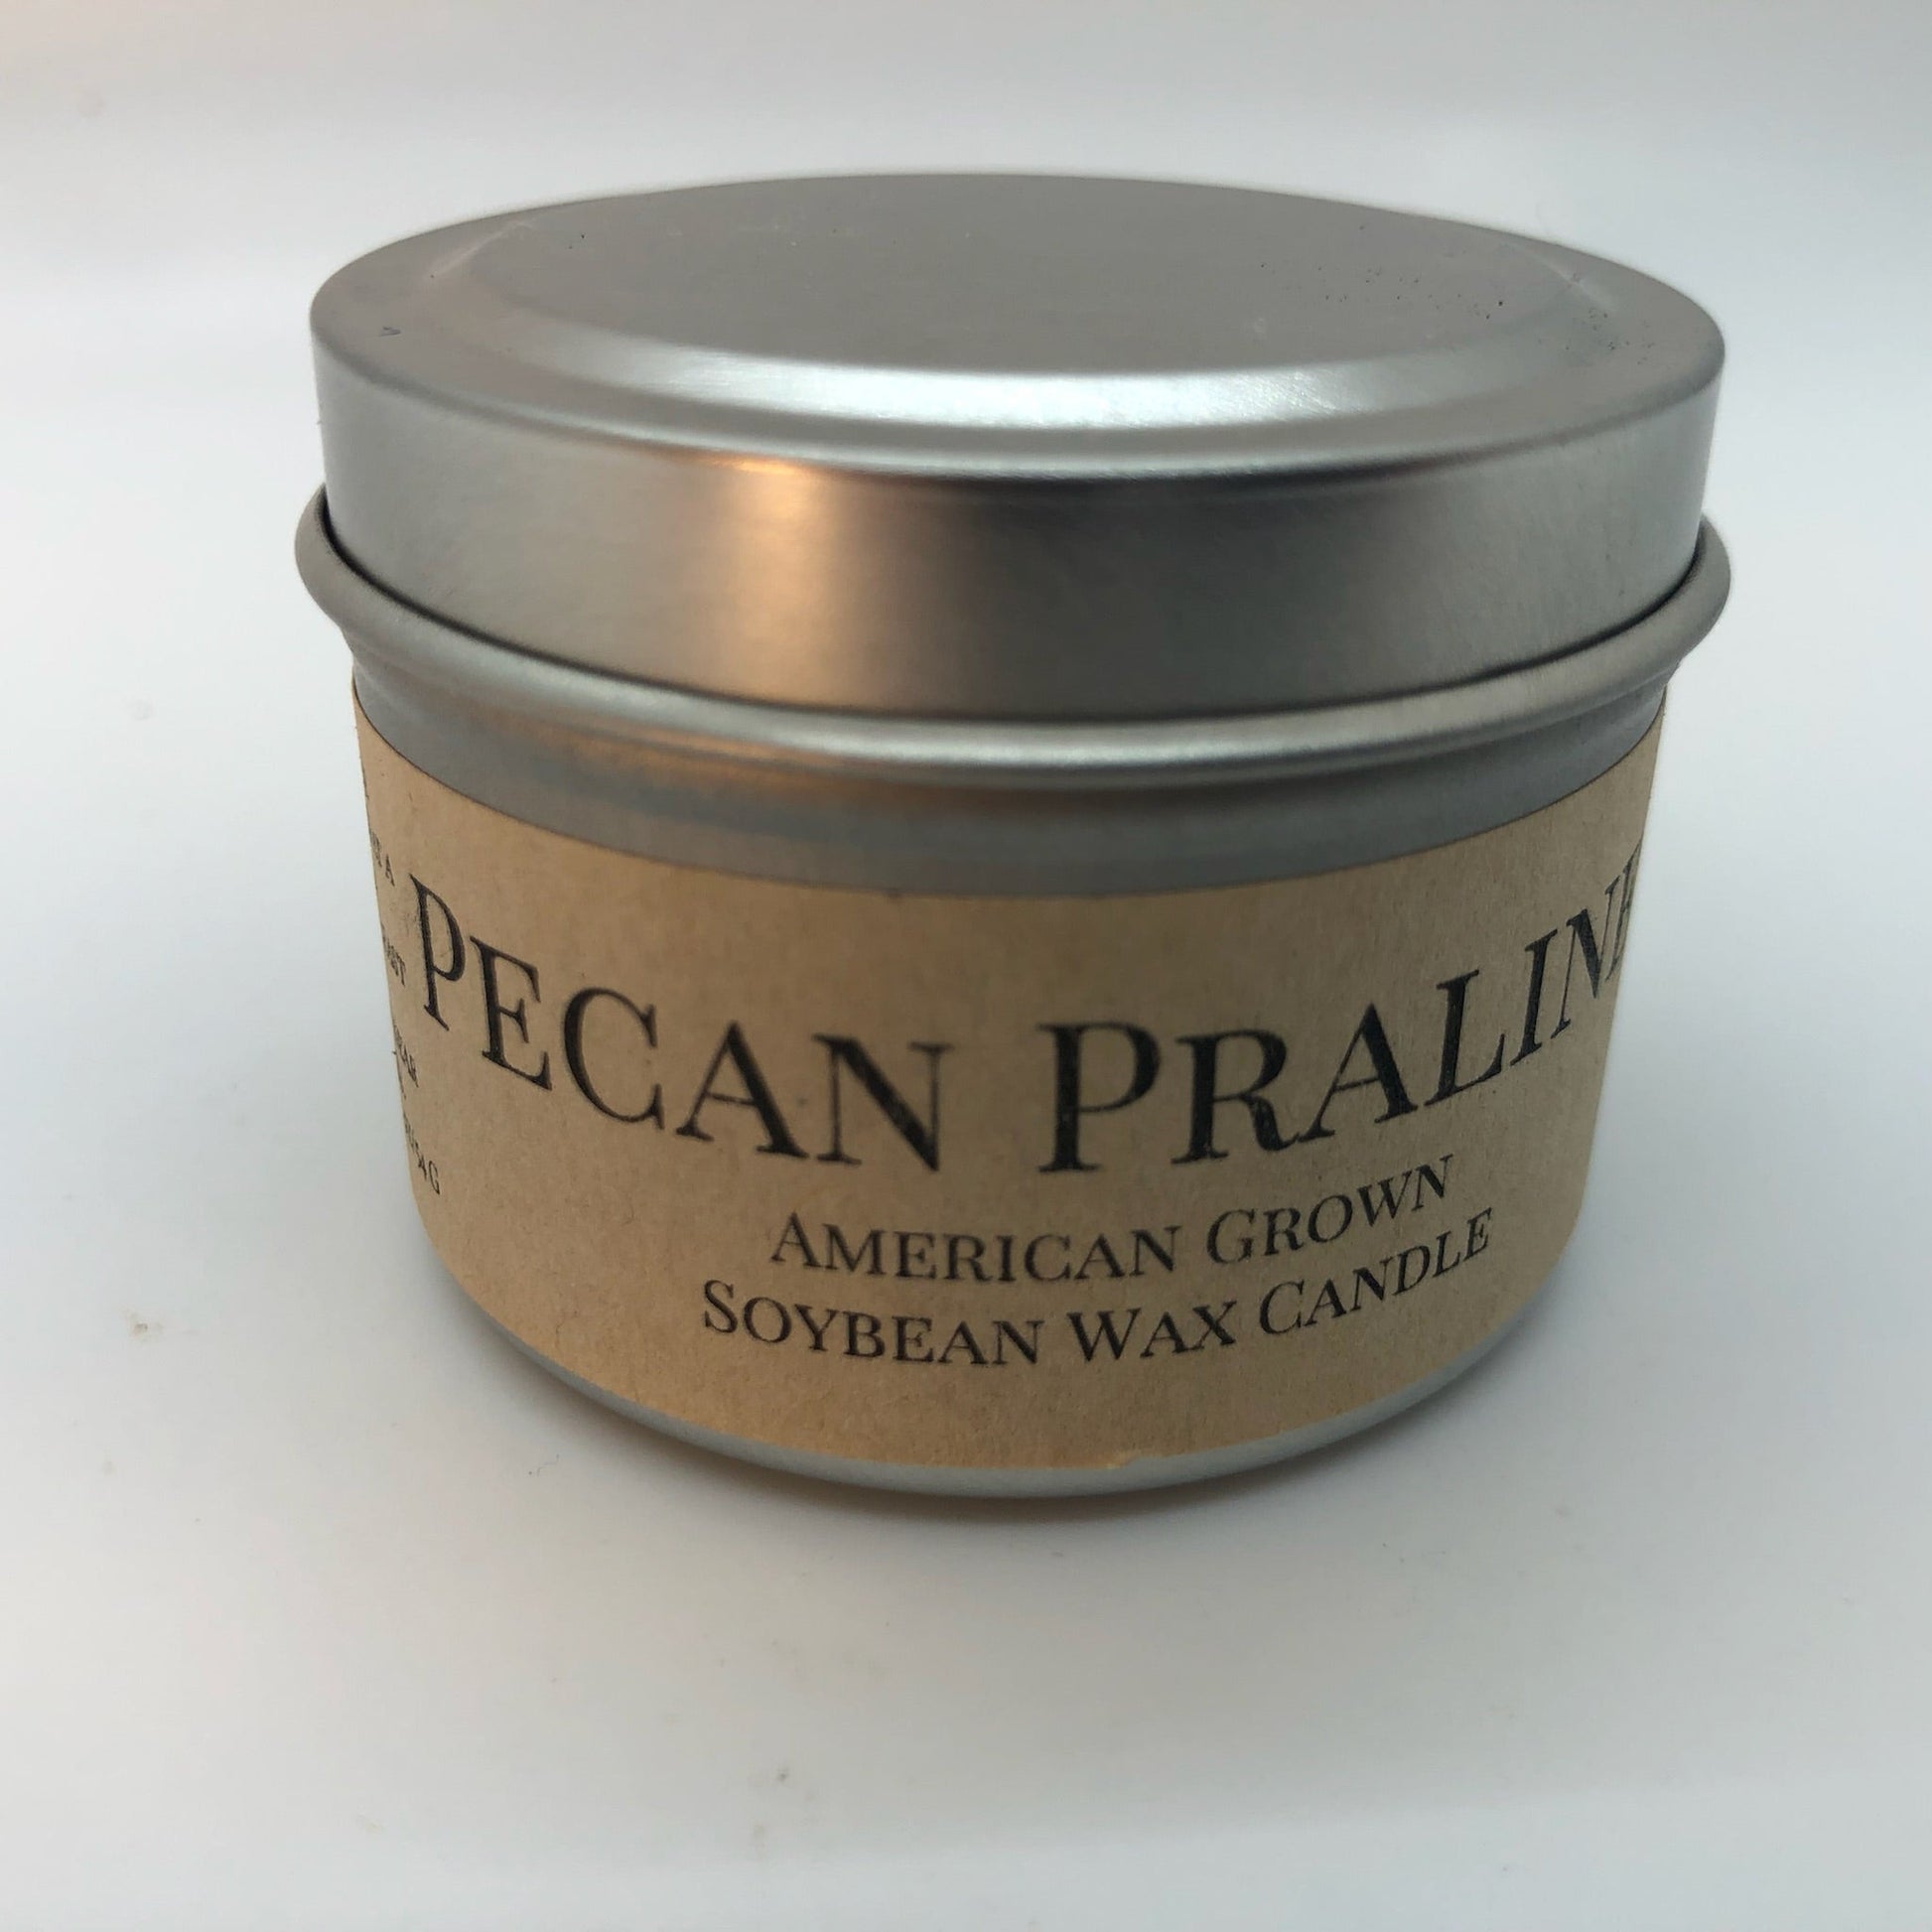 Pecan Praline
American Grown
Soybean Wax Candle